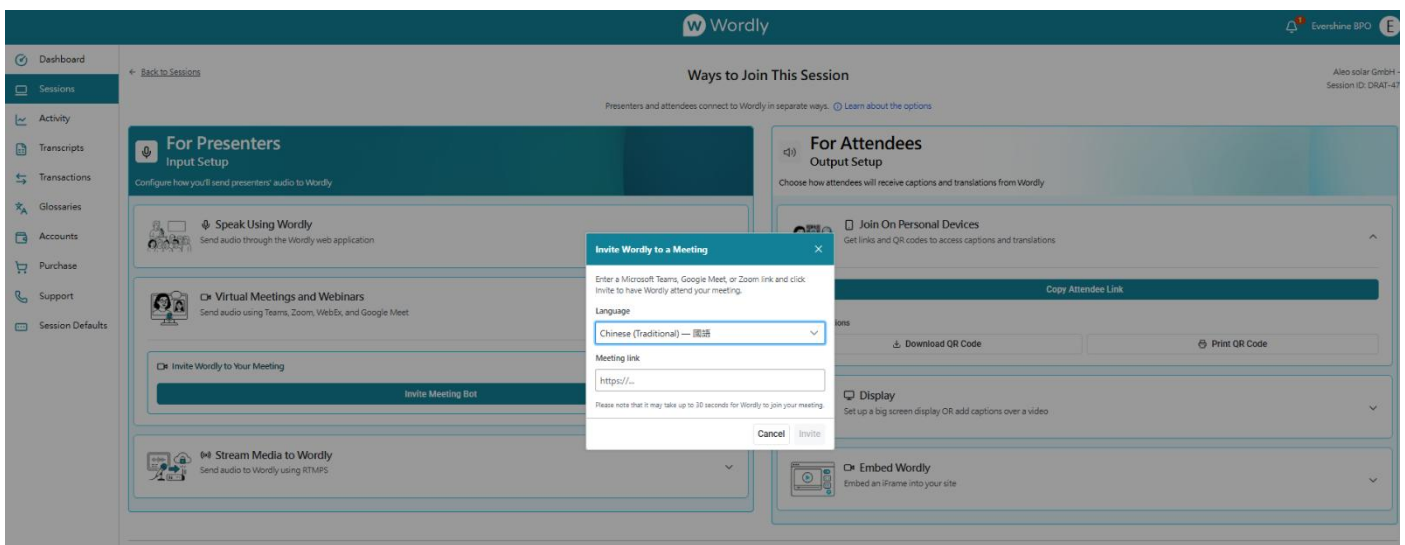 Wordly
1
Evershine BPO
E
Dashboard
Sessions
Activity
Transcripts
Transactions
Glossaries
Accounts
Purchase
Support
Session Defaults
← Back to Sessions
Ways to Join This Session
Aleo solar GmbH -
Session ID: DRAT-47
Presenters and attendees connect to Wordly in separate ways. Learn about the options
For Presenters
Input Setup
Configure how you'll send presenters' audio to Wordly
Speak Using Wordly
Send audio through the Wordly web application
Virtual Meetings and Webinars
Send audio using Teams, Zoom, WebEx, and Google Meet
Invite Wordly to Your Meeting
Invite Meeting Bot
Stream Media to Wordly
Send audio to Wordly using RTMPS
Invite Wordly to a Meeting
Enter a Microsoft Teams, Google Meet, or Zoom link and click
Invite to have Wordly attend your meeting.
Language
Chinese (Traditional) — 國語
Meeting link
https://...
Please note that it may take up to 30 seconds for Wordly to join your meeting.
Cancel
Invite
For Attendees
Output Setup
Choose how attendees will receive captions and translations from Wordly
Join On Personal Devices
Get links and QR codes to access captions and translations
Copy Attendee Link
ions
Download QR Code
Print QR Code
Display
Set up a big screen display OR add captions over a video
Embed Wordly
Embed an iFrame into your site